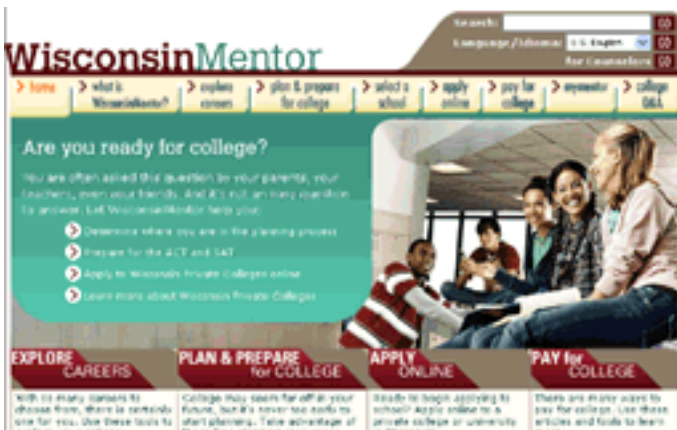 Search: GO
Language/Idioma: U.S. English GO
for Counselors GO
WisconsinMentor
> home > what is WisconsinMentor? > explore careers > plan & prepare for college > select a school > apply online > pay for college > mymentor > college Q&A
Are you ready for college?
You are often asked this question by your parents, your
teachers, even your friends. And it's not an easy question
to answer. Let WisconsinMentor help you:
> Determine where you are in the planning process
> Prepare for the ACT and SAT
> Apply to Wisconsin Private Colleges online
> Learn more about Wisconsin Private Colleges
EXPLORE
CAREERS
With so many careers to
choose from, there is certainly
one for you. Use these tools to
PLAN & PREPARE
for COLLEGE
College may seem far off in your
future, but it's never too early to
start planning. Take advantage of
APPLY
ONLINE
Ready to begin applying to
school? Apply online to a
private college or university
PAY for
COLLEGE
There are many ways to
pay for college. Use these
articles and tools to learn